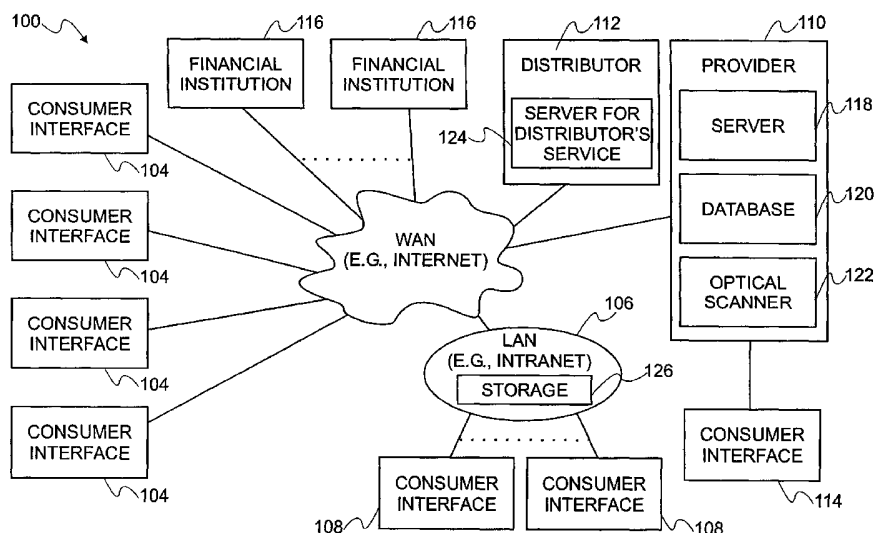 100
116
FINANCIAL
INSTITUTION
116
FINANCIAL
INSTITUTION
112
DISTRIBUTOR
124
SERVER FOR
DISTRIBUTOR'S
SERVICE
110
PROVIDER
118
SERVER
120
DATABASE
122
OPTICAL
SCANNER
CONSUMER
INTERFACE
104
CONSUMER
INTERFACE
104
CONSUMER
INTERFACE
104
CONSUMER
INTERFACE
104
WAN
(E.G., INTERNET)
106
LAN
(E.G., INTRANET)
STORAGE
126
CONSUMER
INTERFACE
108
CONSUMER
INTERFACE
108
CONSUMER
INTERFACE
114